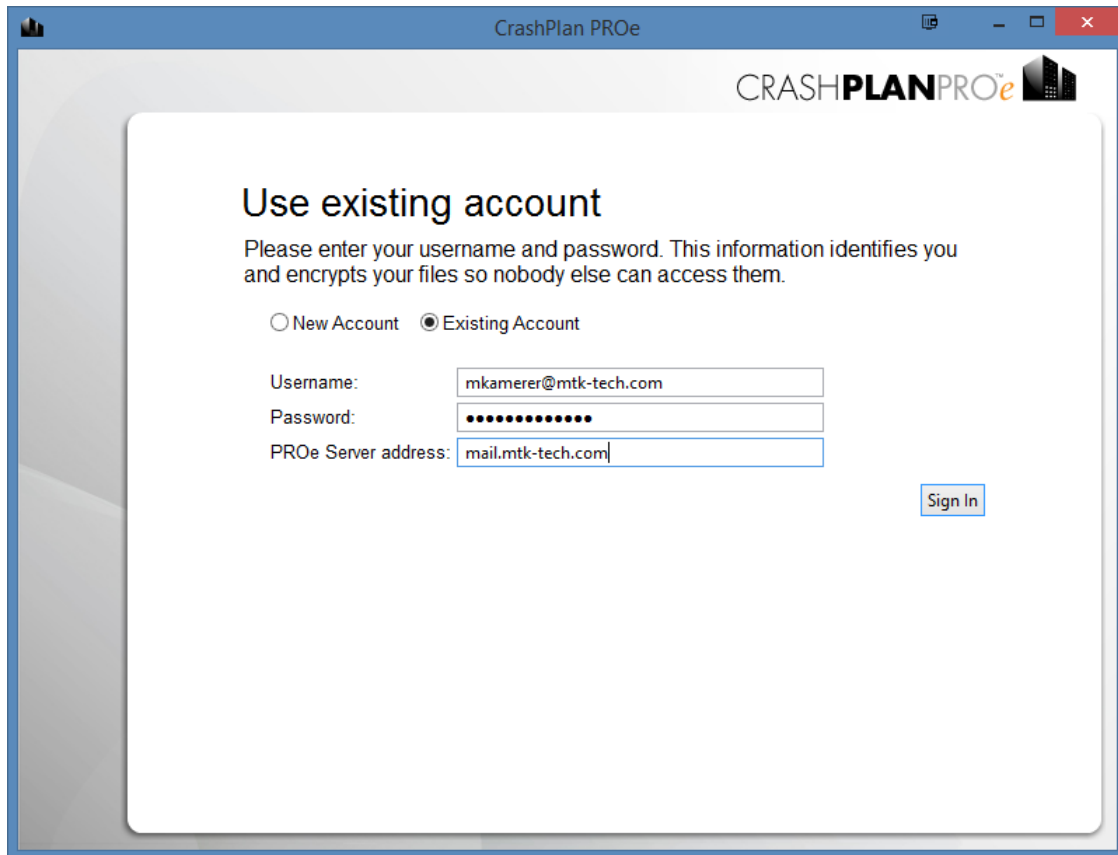 CrashPlan PROe
CRASHPLANPRO™e
Use existing account
Please enter your username and password. This information identifies you
and encrypts your files so nobody else can access them.
New Account Existing Account
Username: mkamerer@mtk-tech.com
Password: •••••••••••••
PROe Server address: mail.mtk-tech.com
Sign In